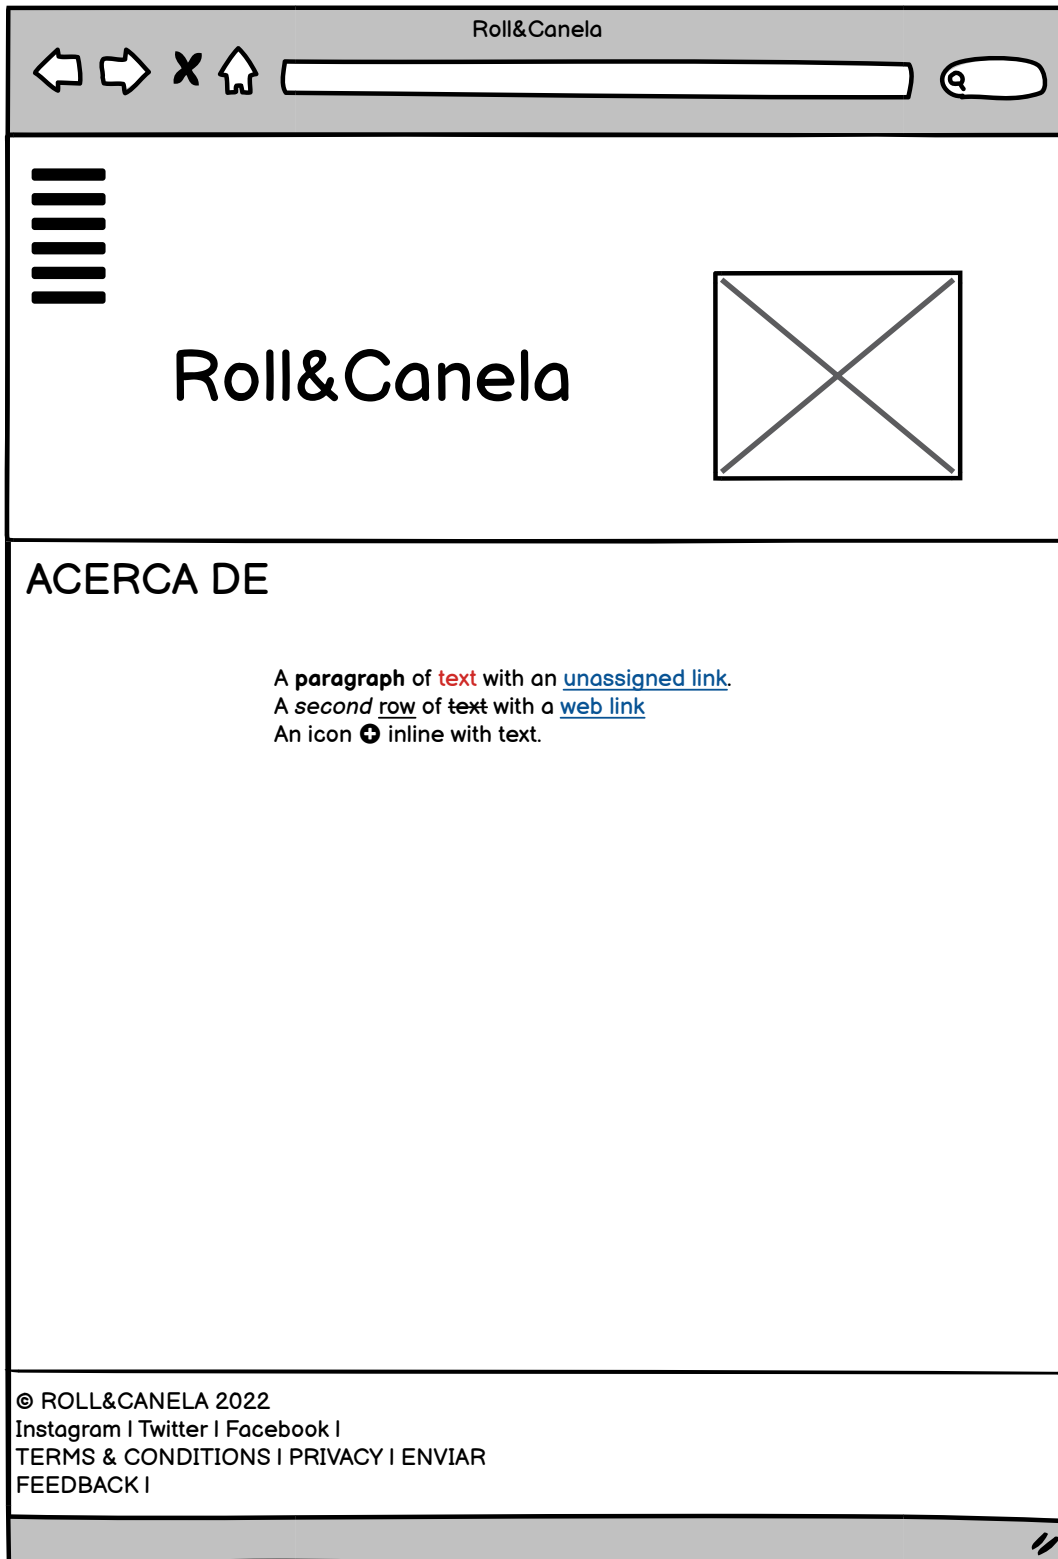 Roll&Canela
Roll&Canela
ACERCA DE
A paragraph of text with an unassigned link.
A second row of text with a web link
An icon inline with text.
© ROLL&CANELA 2022
Instagram | Twitter | Facebook |
TERMS & CONDITIONS | PRIVACY | ENVIAR
FEEDBACK |